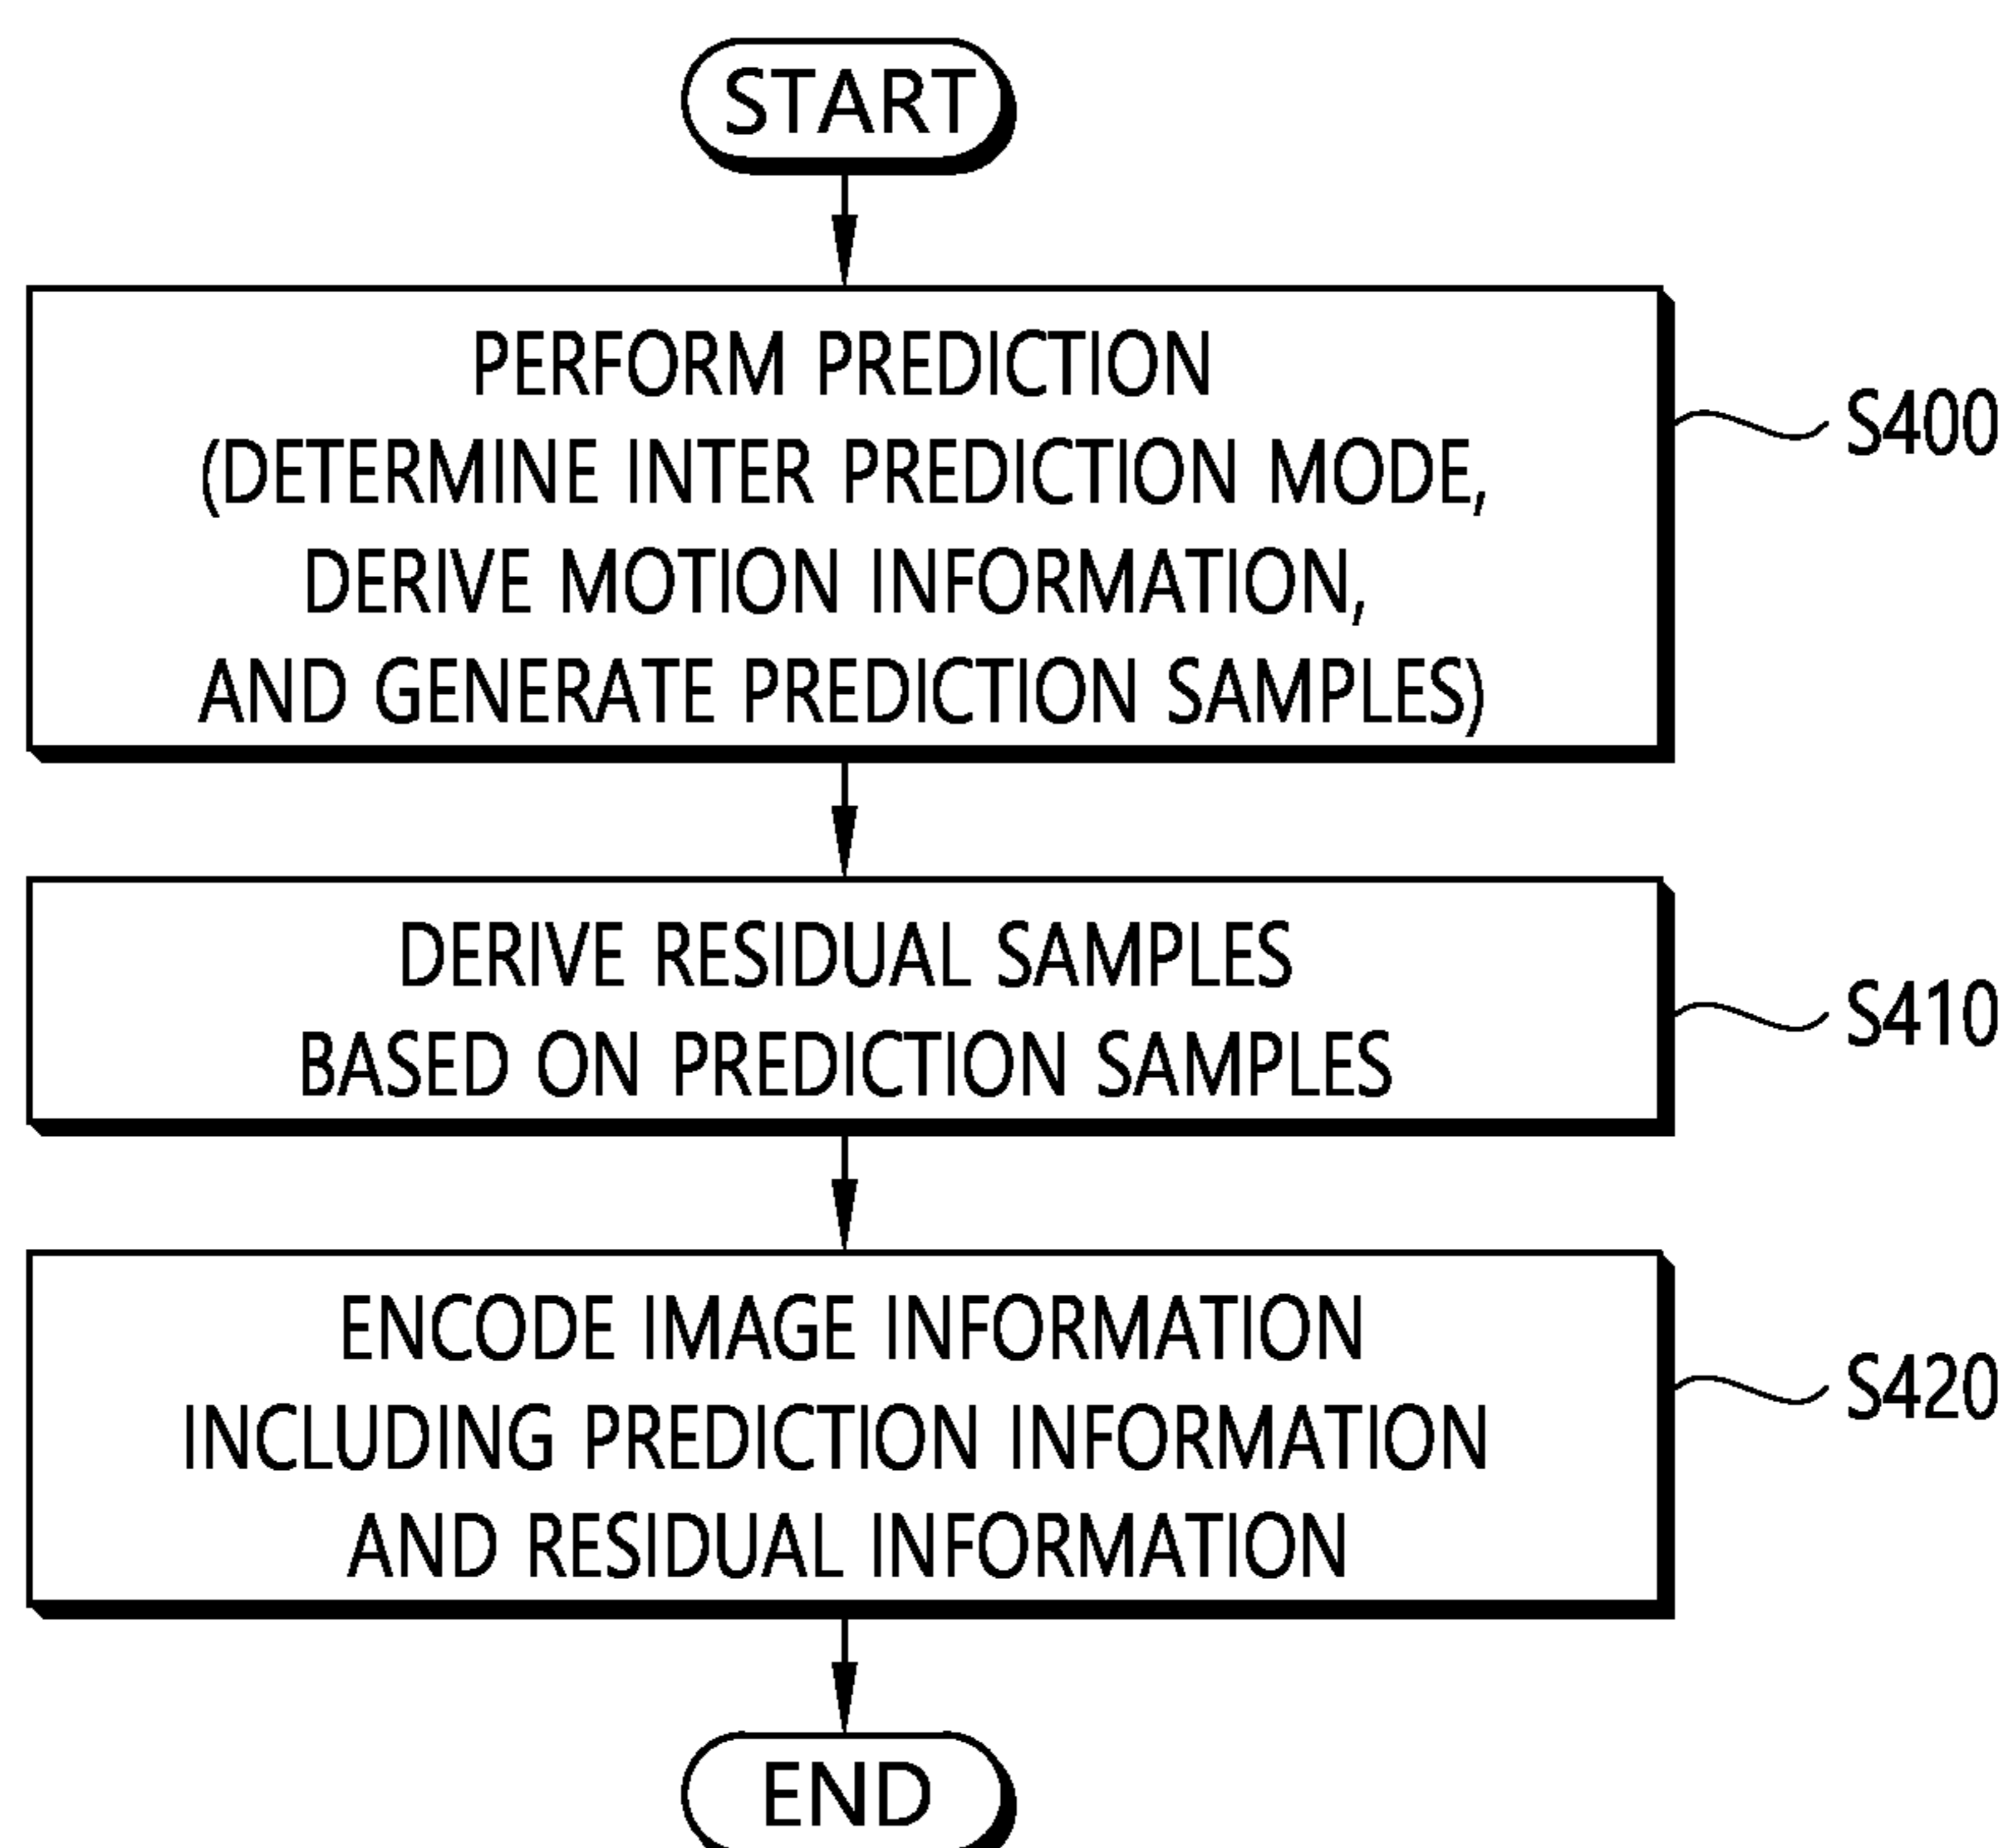 START
PERFORM PREDICTION
(DETERMINE INTER PREDICTION MODE,
DERIVE MOTION INFORMATION,
AND GENERATE PREDICTION SAMPLES)
S400
DERIVE RESIDUAL SAMPLES
BASED ON PREDICTION SAMPLES
S410
ENCODE IMAGE INFORMATION
INCLUDING PREDICTION INFORMATION
AND RESIDUAL INFORMATION
S420
END